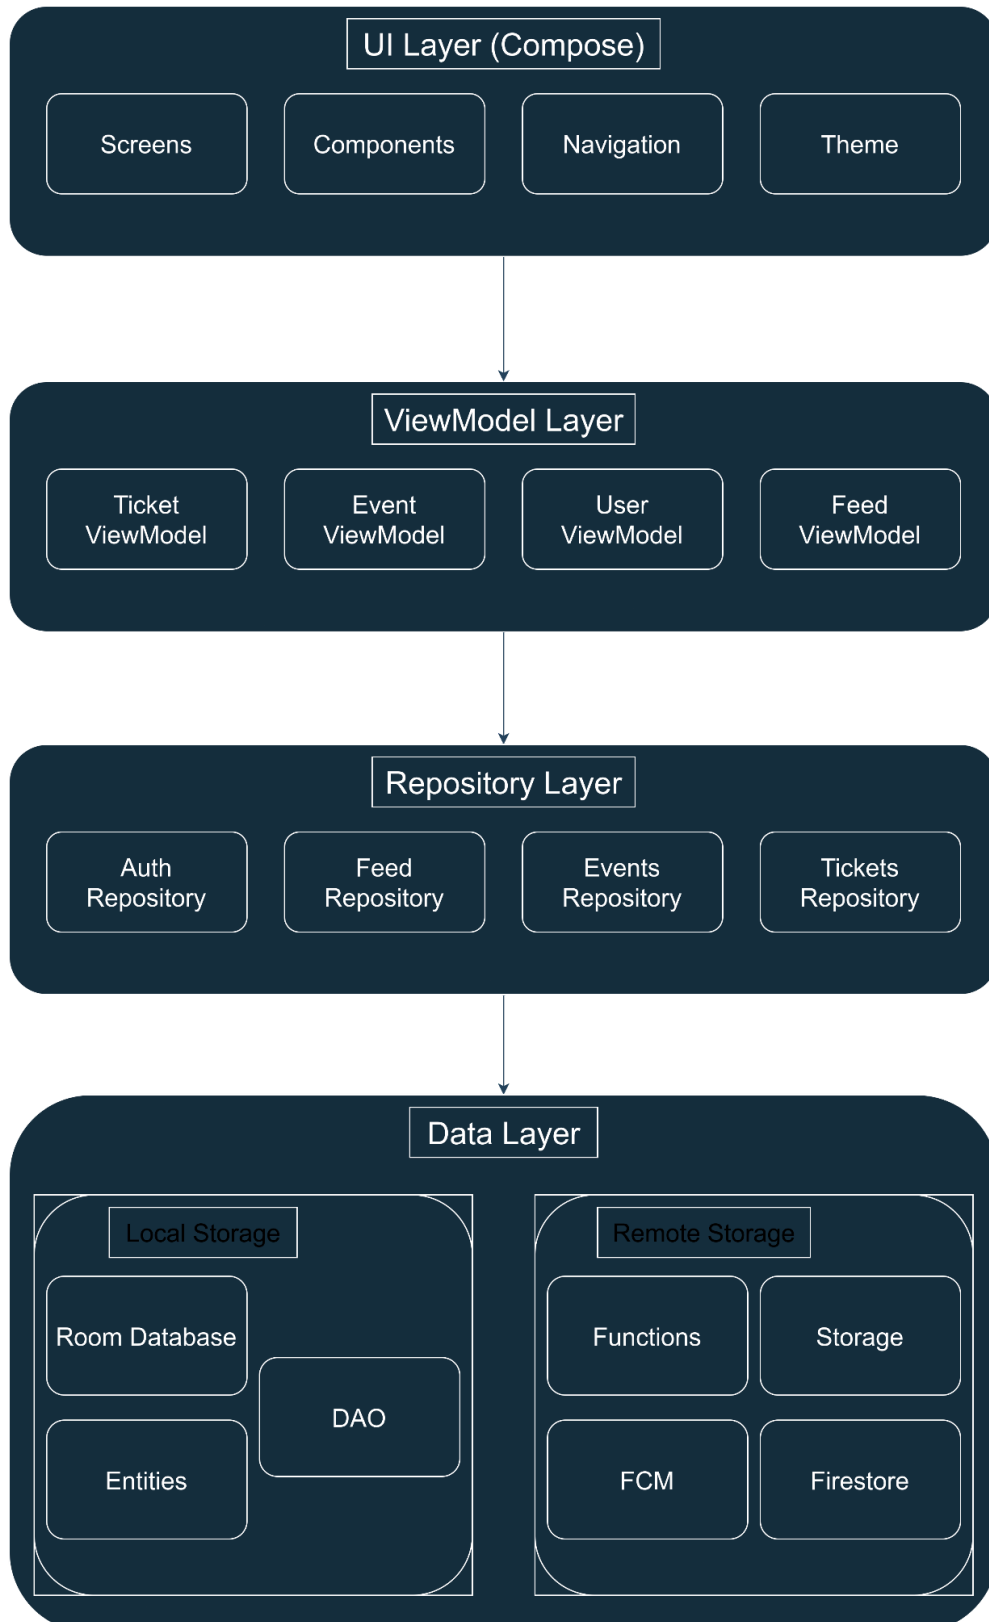 UI Layer (Compose)
Screens
Components
Navigation
Theme
ViewModel Layer
Ticket
ViewModel
Event
ViewModel
User
ViewModel
Feed
ViewModel
Repository Layer
Auth
Repository
Feed
Repository
Events
Repository
Tickets
Repository
Data Layer
Local Storage
Room Database
DAO
Entities
Remote Storage
Functions
Storage
FCM
Firestore